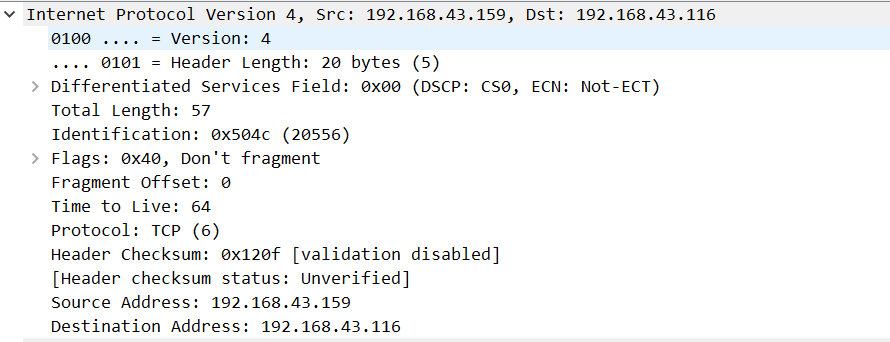 Internet Protocol Version 4, Src: 192.168.43.159, Dst: 192.168.43.116
0100 .... = Version: 4
.... 0101 = Header Length: 20 bytes (5)
Differentiated Services Field: 0x00 (DSCP: CS0, ECN: Not-ECT)
Total Length: 57
Identification: 0x504c (20556)
Flags: 0x40, Don't fragment
Fragment Offset: 0
Time to Live: 64
Protocol: TCP (6)
Header Checksum: 0x120f [validation disabled]
[Header checksum status: Unverified]
Source Address: 192.168.43.159
Destination Address: 192.168.43.116